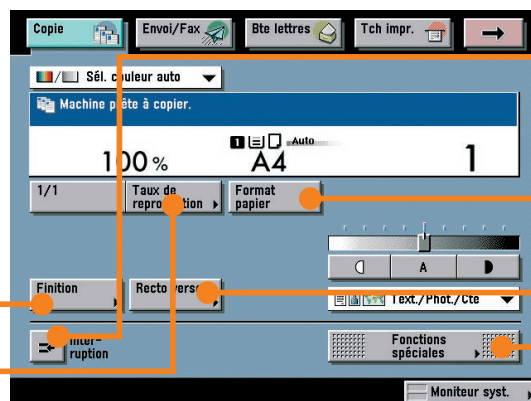 Copie
Envoi/Fax
Bte lettres
Tch impr.
Sél. couleur auto
Machine prête à copier.
100 %
1 Auto
A4
1
1/1
Taux de
reproduction
Format
papier
A
Finition
Recto verso
Text./Phot./Cte
Inter-
ruption
Fonctions
spéciales
Moniteur syst.